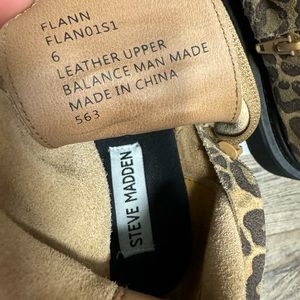 FLANN
FLAN01S1
6
LEATHER UPPER
BALANCE MAN MADE
MADE IN CHINA
563
STEVE MADDEN